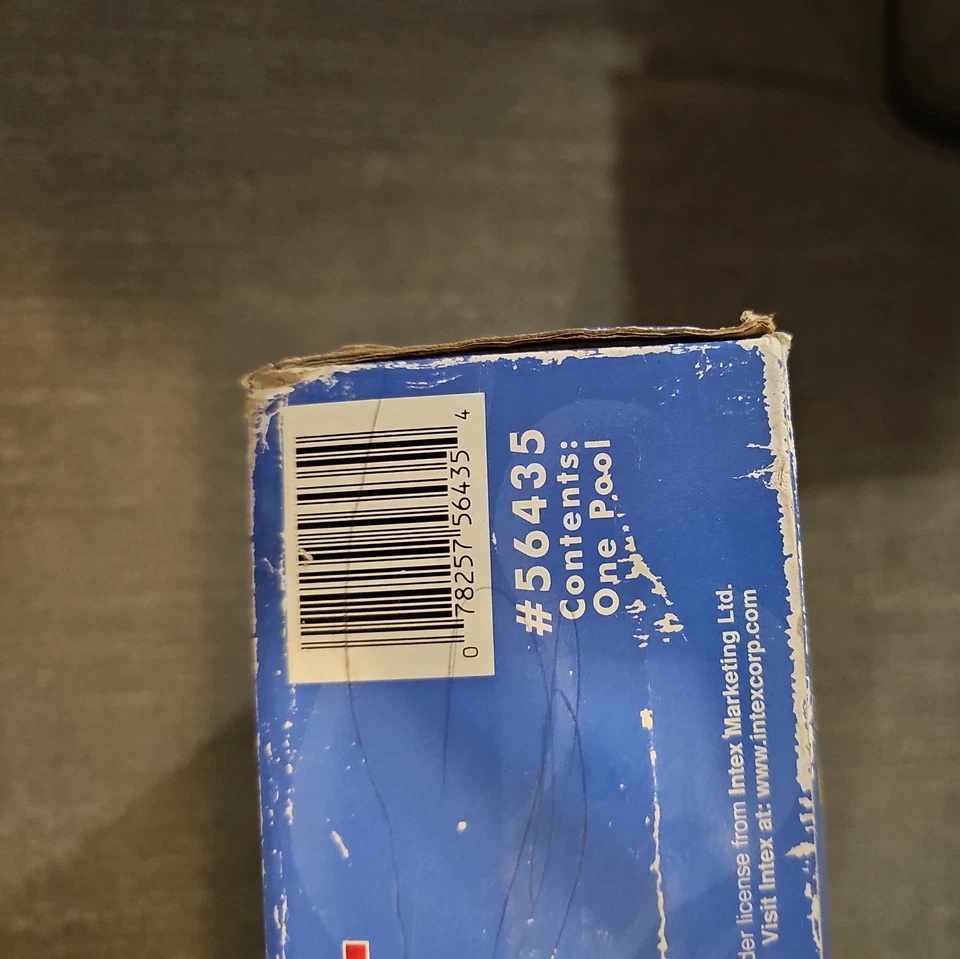 0 78257 56435 4
#56435
Contents:
One Pool
license from Intex Marketing Ltd.
Visit Intex at: www.intexcorp.com